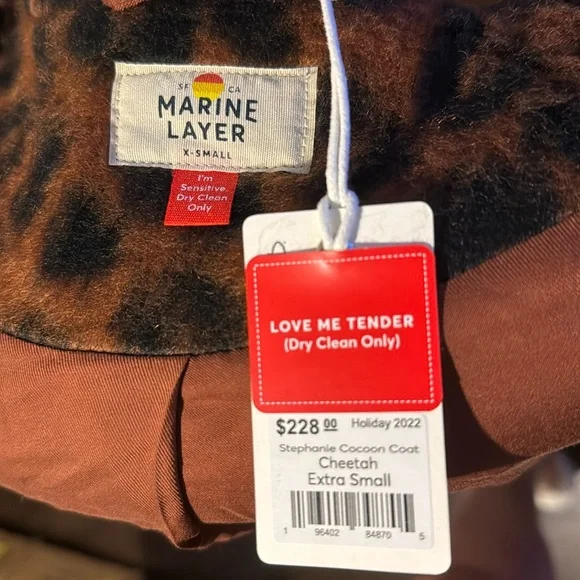 SF CA
MARINE
LAYER
X-SMALL
I'm
Sensitive
Dry Clean
Only
LOVE ME TENDER
(Dry Clean Only)
$228.00 Holiday 2022
Stephanie Cocoon Coat
Cheetah
Extra Small
1 96402 84870 5